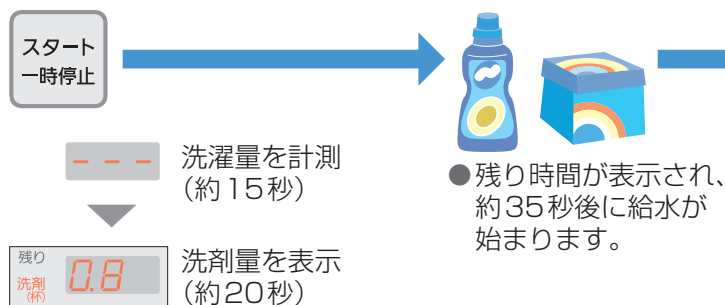 スタート
一時停止
---
洗濯量を計測
(約15秒)
残り
洗剤
(杯)
0.8
洗剤量を表示
(約20秒)
●残り時間が表示され、
約35秒後に給水が
始まります。